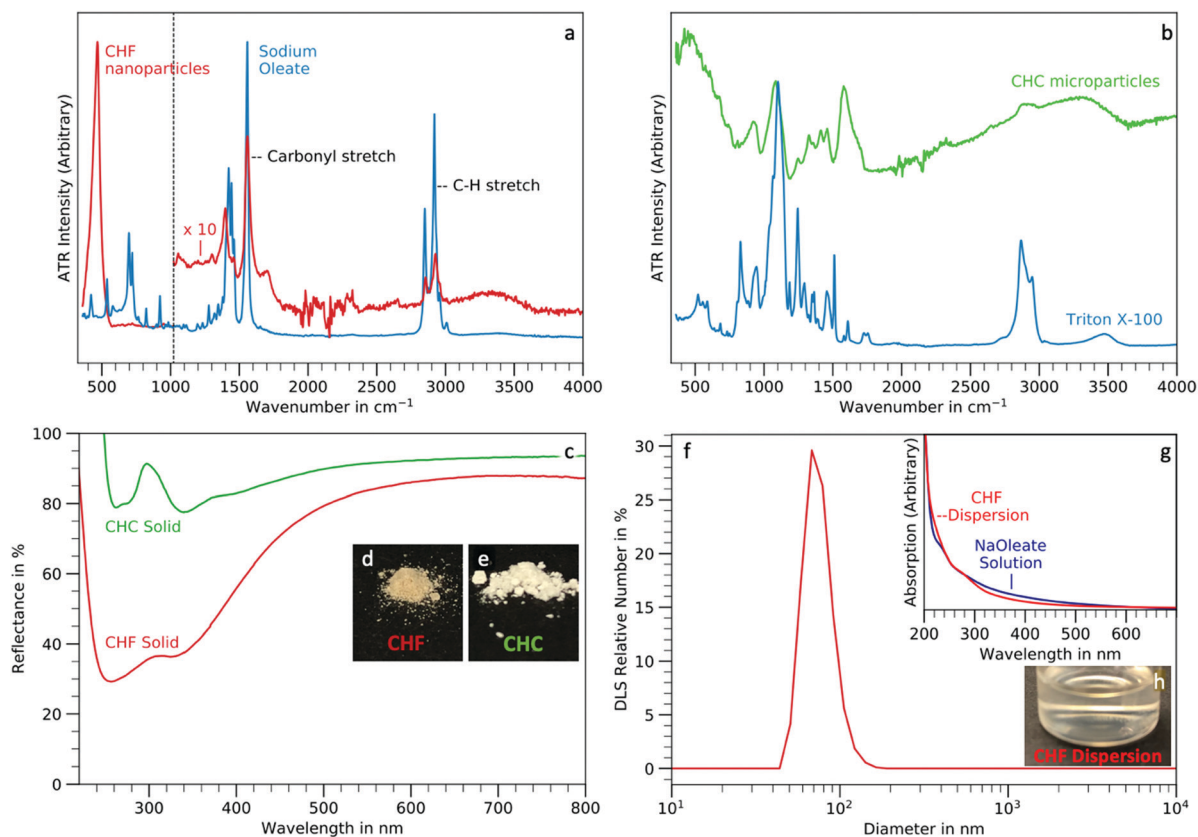 a
CHF
nanoparticles
Sodium
Oleate
-- Carbonyl stretch
-- C-H stretch
x 10
ATR Intensity (Arbitrary)
500 1000 1500 2000 2500 3000 3500 4000
Wavenumber in cm⁻¹
b
CHC microparticles
Triton X-100
ATR Intensity (Arbitrary)
500 1000 1500 2000 2500 3000 3500 4000
Wavenumber in cm⁻¹
c
100
80
60
40
20
0
Reflectance in %
CHC Solid
CHF Solid
d
CHF
e
CHC
300 400 500 600 700 800
Wavelength in nm
f
30
25
20
15
10
5
0
DLS Relative Number in %
10¹ 10² 10³ 10⁴
Diameter in nm
g
Absorption (Arbitrary)
CHF
--Dispersion
NaOleate
Solution
200 300 400 500 600
Wavelength in nm
h
CHF Dispersion